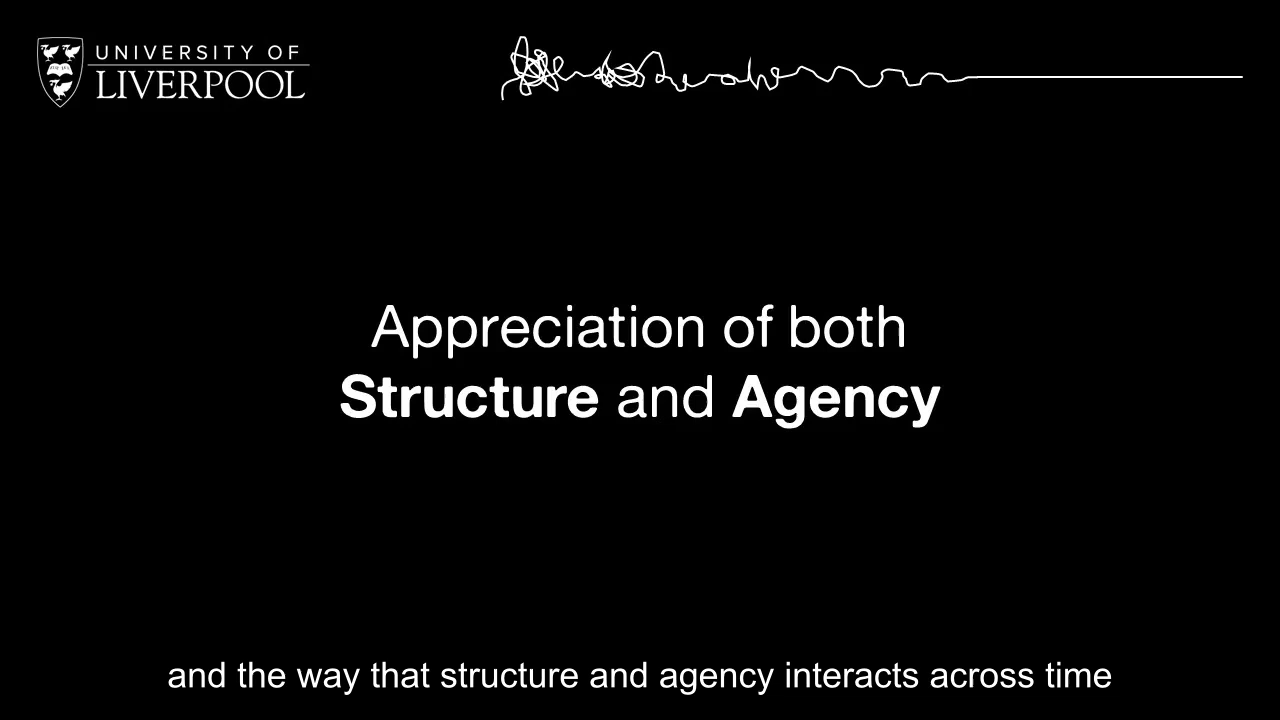 UNIVERSITY OF
LIVERPOOL
Appreciation of both
Structure and Agency
and the way that structure and agency interacts across time